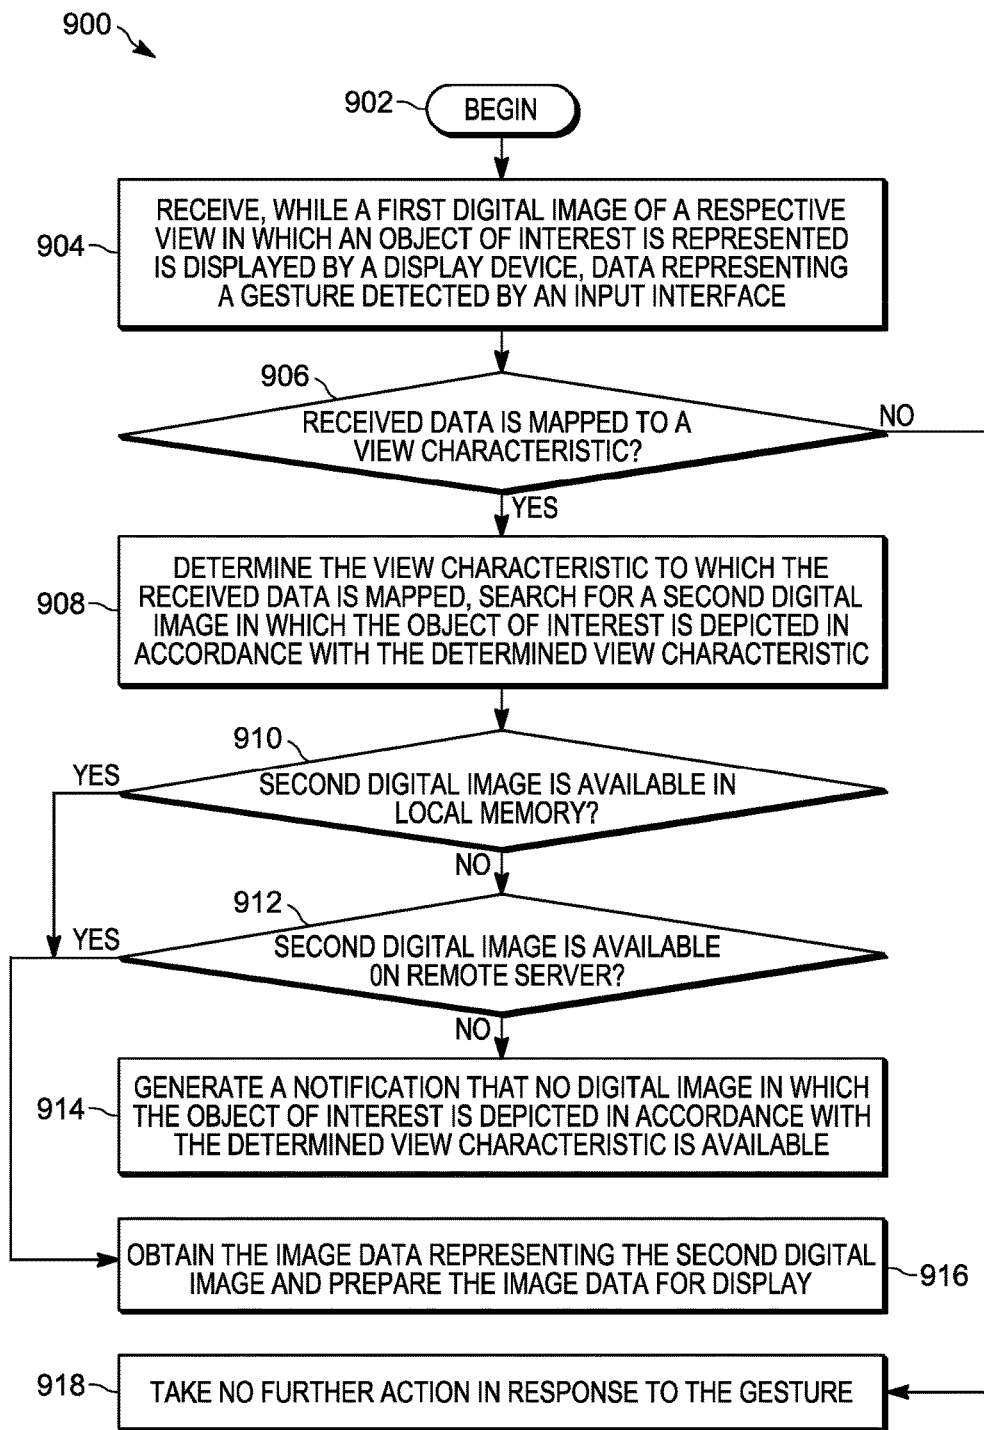 900
902
BEGIN
904
RECEIVE, WHILE A FIRST DIGITAL IMAGE OF A RESPECTIVE
VIEW IN WHICH AN OBJECT OF INTEREST IS REPRESENTED
IS DISPLAYED BY A DISPLAY DEVICE, DATA REPRESENTING
A GESTURE DETECTED BY AN INPUT INTERFACE
906
RECEIVED DATA IS MAPPED TO A
VIEW CHARACTERISTIC?
NO
YES
908
DETERMINE THE VIEW CHARACTERISTIC TO WHICH THE
RECEIVED DATA IS MAPPED, SEARCH FOR A SECOND DIGITAL
IMAGE IN WHICH THE OBJECT OF INTEREST IS DEPICTED IN
ACCORDANCE WITH THE DETERMINED VIEW CHARACTERISTIC
910
YES
SECOND DIGITAL IMAGE IS AVAILABLE IN
LOCAL MEMORY?
NO
912
YES
SECOND DIGITAL IMAGE IS AVAILABLE
0N REMOTE SERVER?
NO
914
GENERATE A NOTIFICATION THAT NO DIGITAL IMAGE IN WHICH
THE OBJECT OF INTEREST IS DEPICTED IN ACCORDANCE WITH
THE DETERMINED VIEW CHARACTERISTIC IS AVAILABLE
OBTAIN THE IMAGE DATA REPRESENTING THE SECOND DIGITAL
IMAGE AND PREPARE THE IMAGE DATA FOR DISPLAY
916
918
TAKE NO FURTHER ACTION IN RESPONSE TO THE GESTURE